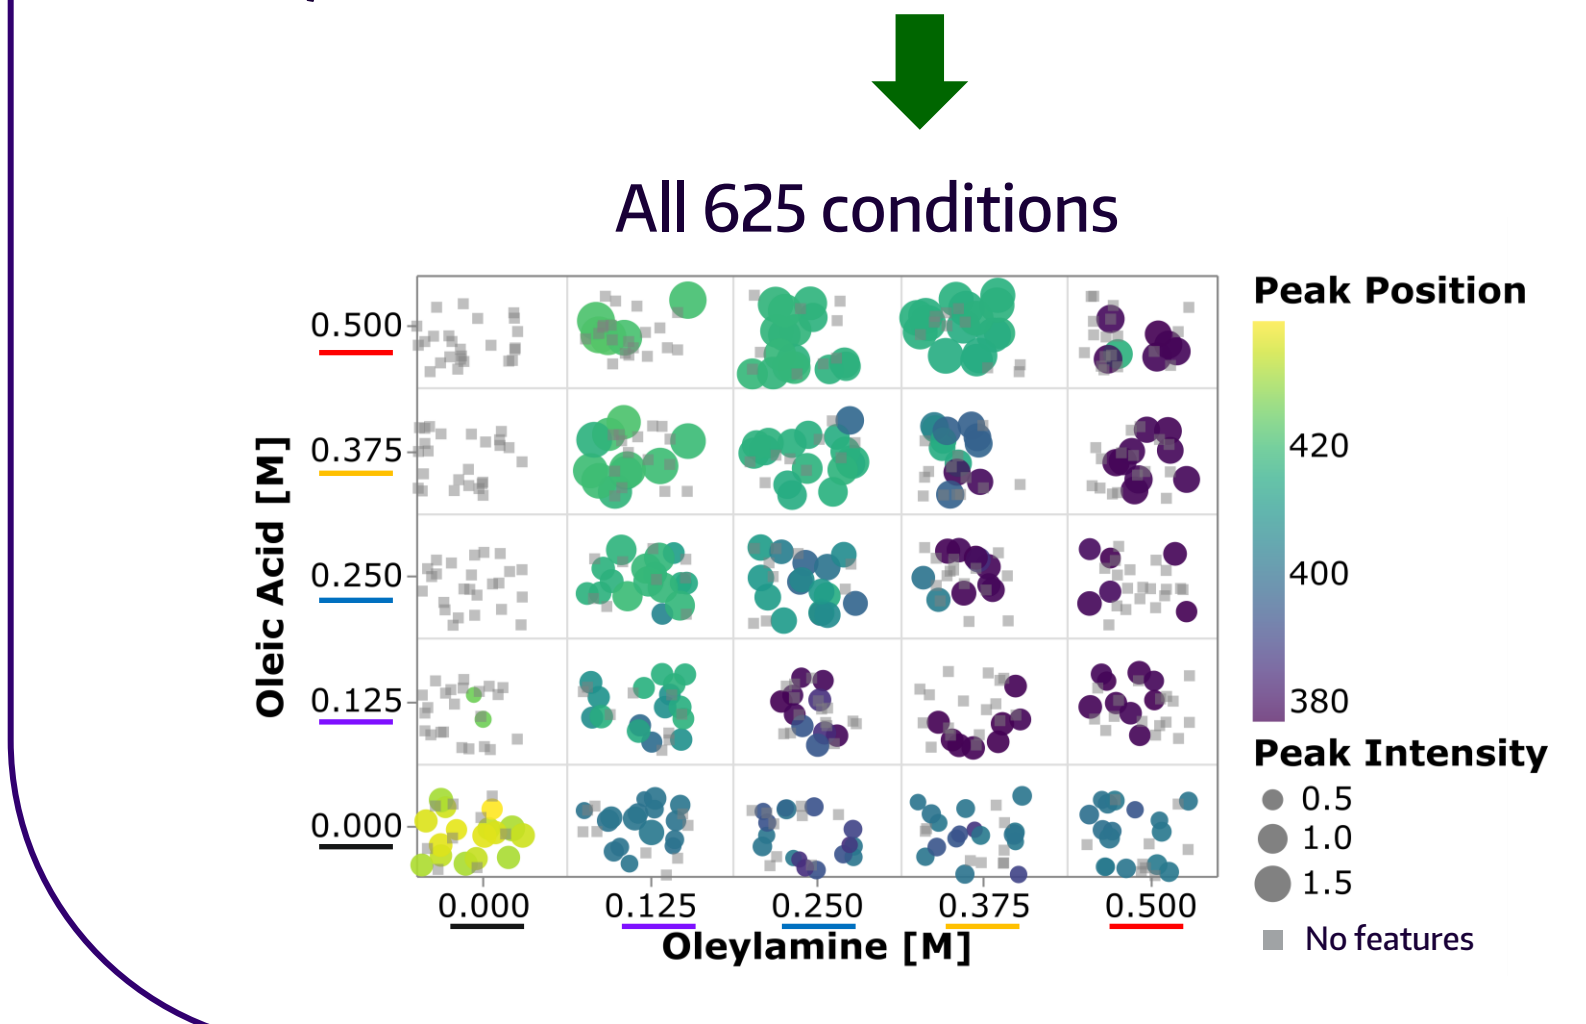 All 625 conditions
Oleic Acid [M]
0.500
0.375
0.250
0.125
0.000
0.000 0.125 0.250 0.375 0.500
Oleylamine [M]
Peak Position
420
400
380
Peak Intensity
0.5
1.0
1.5
No features